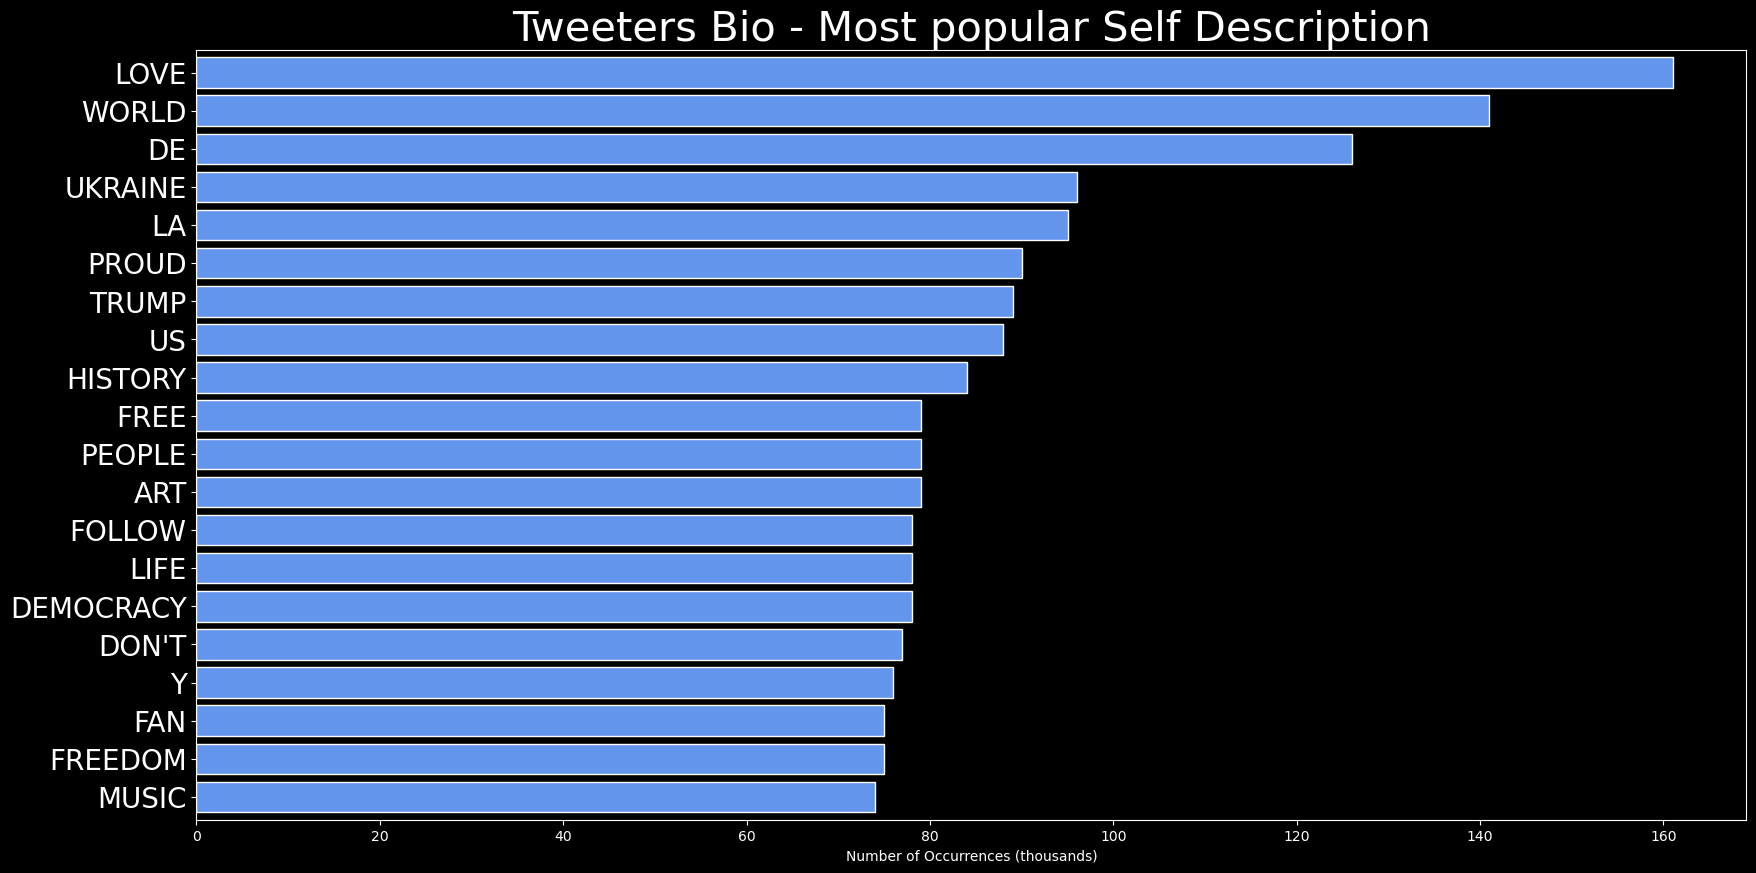 Tweeters Bio - Most popular Self Description
LOVE
WORLD
DE
UKRAINE
LA
PROUD
TRUMP
US
HISTORY
FREE
PEOPLE
ART
FOLLOW
LIFE
DEMOCRACY
DON'T
Y
FAN
FREEDOM
MUSIC
0 20 40 60 80 100 120 140 160
Number of Occurrences (thousands)